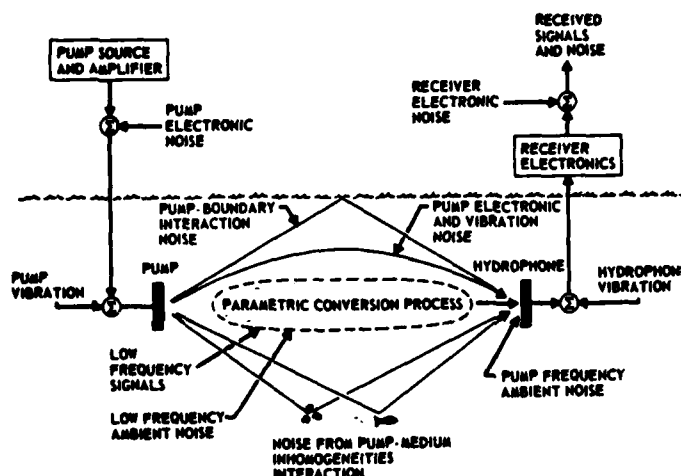 PUMP SOURCE
AND AMPLIFIER
RECEIVED
SIGNALS
AND NOISE
Σ
PUMP
ELECTRONIC
NOISE
RECEIVER
ELECTRONIC
NOISE
Σ
RECEIVER
ELECTRONICS
PUMP-BOUNDARY
INTERACTION
NOISE
PUMP ELECTRONIC
AND VIBRATION
NOISE
PUMP
VIBRATION
Σ
PUMP
PARAMETRIC CONVERSION PROCESS
HYDROPHONE
Σ
HYDROPHONE
VIBRATION
LOW
FREQUENCY
SIGNALS
LOW FREQUENCY
AMBIENT NOISE
PUMP FREQUENCY
AMBIENT NOISE
NOISE FROM PUMP-MEDIUM
INHOMOGENEITIES
INTERACTION